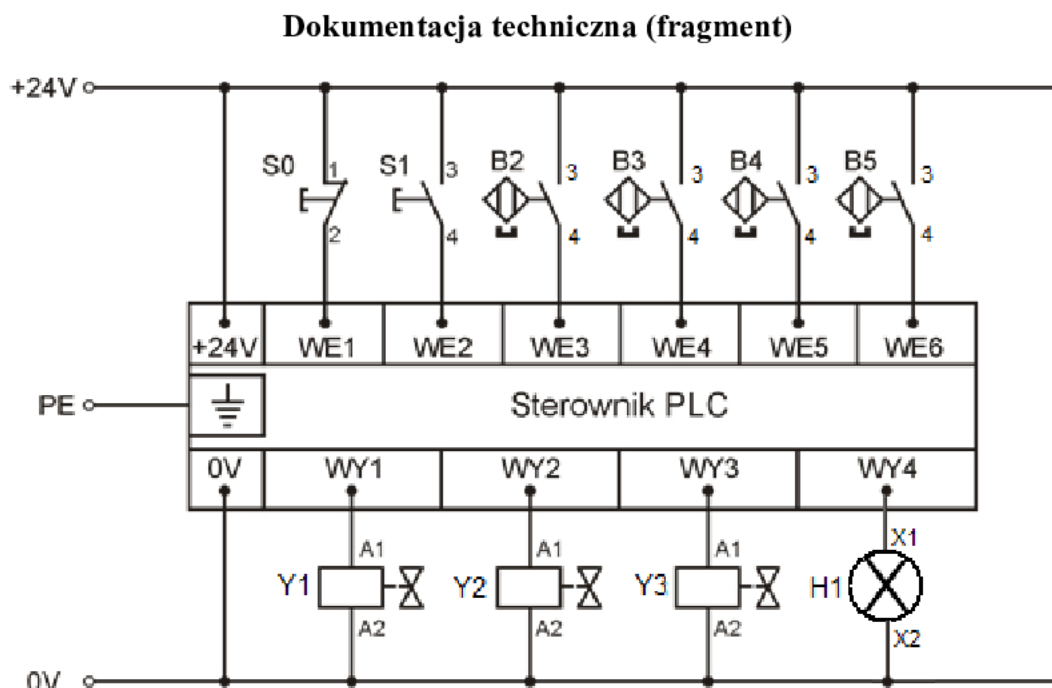 Dokumentacja techniczna (fragment)
+24V
S0 1 S1 3 B2 3 B3 3 B4 3 B5 3
2 4 4 4 4 4
+24V WE1 WE2 WE3 WE4 WE5 WE6
PE Sterownik PLC
0V WY1 WY2 WY3 WY4
A1 A1 A1 X1
Y1 Y2 Y3 H1
A2 A2 A2 X2
0V